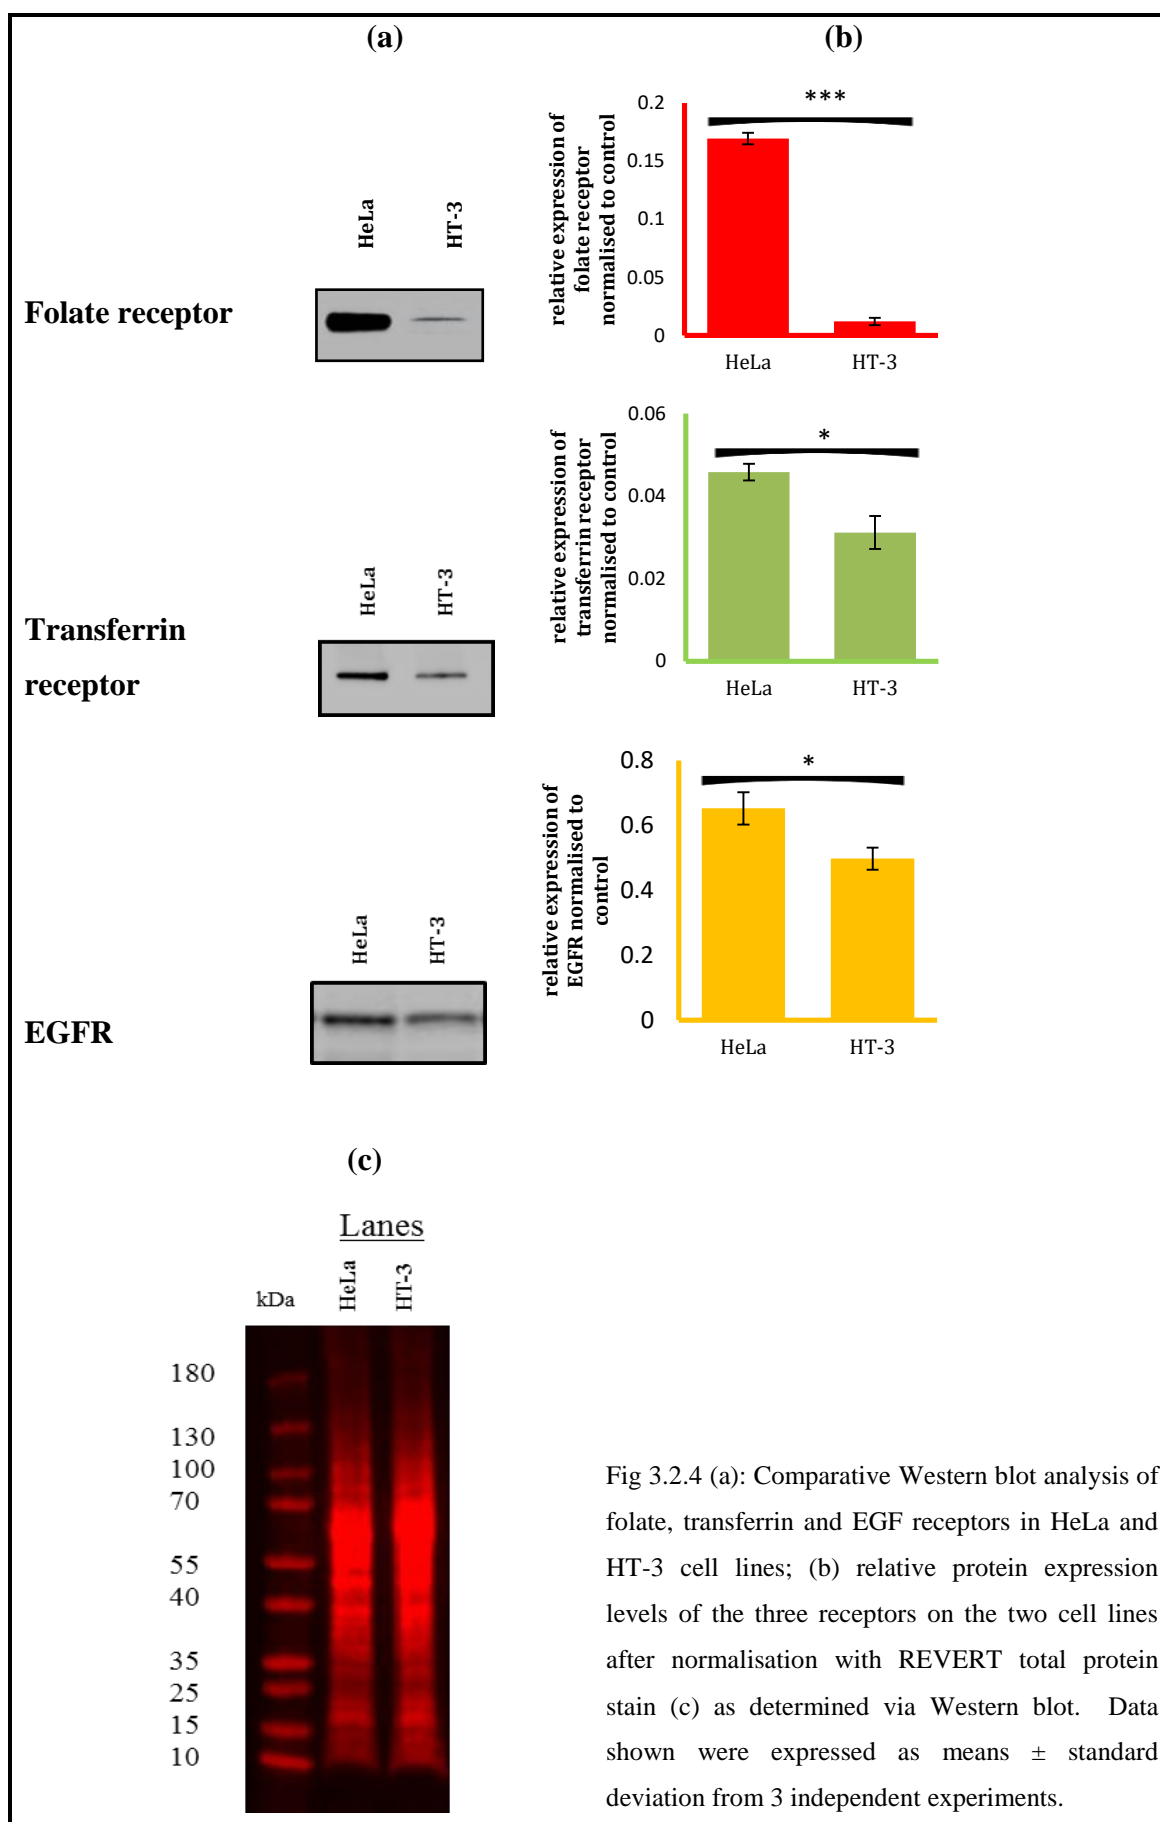 (a)
(b)
Folate receptor
HeLa
HT-3
relative expression of
folate receptor
normalised to control
0.2
0.15
0.1
0.05
0
***
HeLa
HT-3
Transferrin
receptor
HeLa
HT-3
relative expression of
transferrin receptor
normalised to control
0.06
0.04
0.02
0
*
HeLa
HT-3
EGFR
HeLa
HT-3
relative expression of
EGFR normalised to
control
0.8
0.6
0.4
0.2
0
*
HeLa
HT-3
(c)
Lanes
kDa
HeLa
HT-3
180
130
100
70
55
40
35
25
15
10
Fig 3.2.4 (a): Comparative Western blot analysis of
folate, transferrin and EGF receptors in HeLa and
HT-3 cell lines; (b) relative protein expression
levels of the three receptors on the two cell lines
after normalisation with REVERT total protein
stain (c) as determined via Western blot. Data
shown were expressed as means ± standard
deviation from 3 independent experiments.